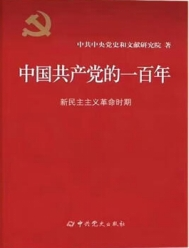 中共中央党史和文献研究院 著
中国共产党的一百年
新民主主义革命时期
中共党史出版社